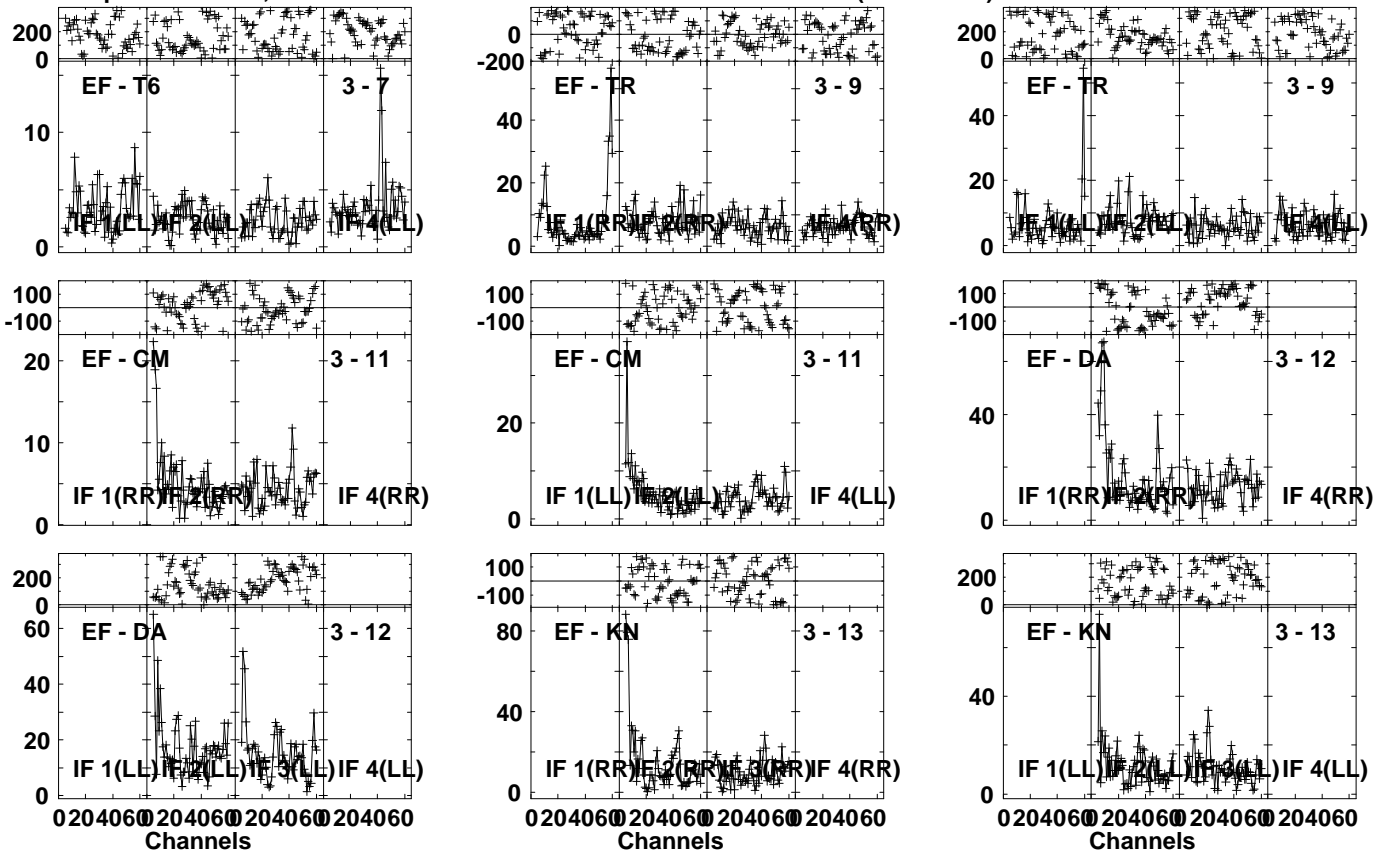 200
0
0
-200
200
0
EF - T6
3 - 7
EF - TR
3 - 9
EF - TR
3 - 9
10
0
40
20
0
40
20
0
IF 1(LL)
IF 2(LL)
IF 4(LL)
IF 1(RR)
IF 2(RR)
IF 4(RR)
IF 1(LL)
IF 2(LL)
IF 4(LL)
100
-100
100
-100
100
-100
EF - CM
3 - 11
EF - CM
3 - 11
EF - DA
3 - 12
20
10
0
20
0
40
0
IF 1(RR)
IF 2(RR)
IF 4(RR)
IF 1(LL)
IF 2(LL)
IF 4(LL)
IF 1(RR)
IF 2(RR)
IF 4(RR)
200
0
100
-100
200
0
EF - DA
3 - 12
EF - KN
3 - 13
EF - KN
3 - 13
60
40
20
0
80
40
0
60
40
20
0
IF 1(LL)
IF 2(LL)
IF 3(LL)
IF 4(LL)
IF 1(RR)
IF 2(RR)
IF 3(RR)
IF 4(RR)
IF 1(LL)
IF 2(LL)
IF 3(LL)
IF 4(LL)
0 20 40 60 0 20 40 60 0 20 40 60 0 20 40 60
0 20 40 60 0 20 40 60 0 20 40 60 0 20 40 60
0 20 40 60 0 20 40 60 0 20 40 60 0 20 40 60
Channels
Channels
Channels